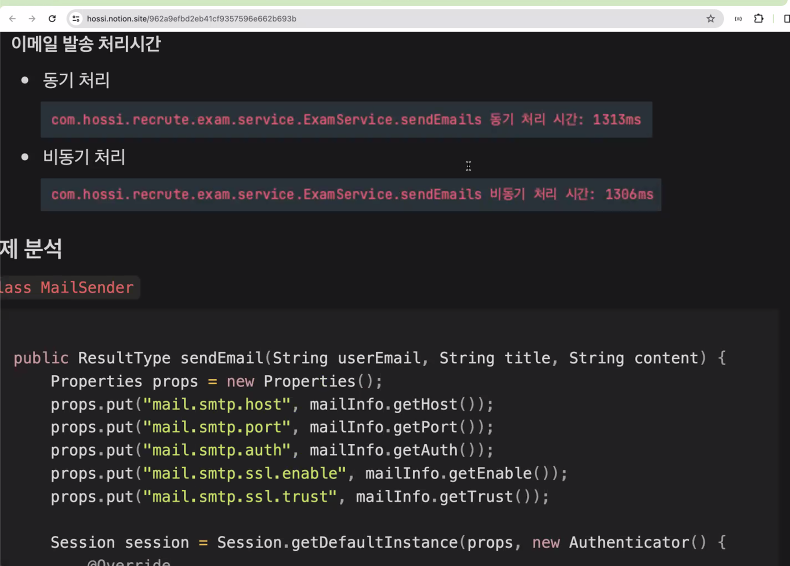 hossi.notion.site/962a9efbd2eb41cf9357596e662b693b
이메일 발송 처리시간
• 동기 처리
com.hossi.recrute.exam.service.ExamService.sendEmails 동기 처리 시간: 1313ms
• 비동기 처리
com.hossi.recrute.exam.service.ExamService.sendEmails 비동기 처리 시간: 1306ms
제 분석
lass MailSender
public ResultType sendEmail(String userEmail, String title, String content) {
    Properties props = new Properties();
    props.put("mail.smtp.host", mailInfo.getHost());
    props.put("mail.smtp.port", mailInfo.getPort());
    props.put("mail.smtp.auth", mailInfo.getAuth());
    props.put("mail.smtp.ssl.enable", mailInfo.getEnable());
    props.put("mail.smtp.ssl.trust", mailInfo.getTrust());
    Session session = Session.getDefaultInstance(props, new Authenticator() {
        @Override